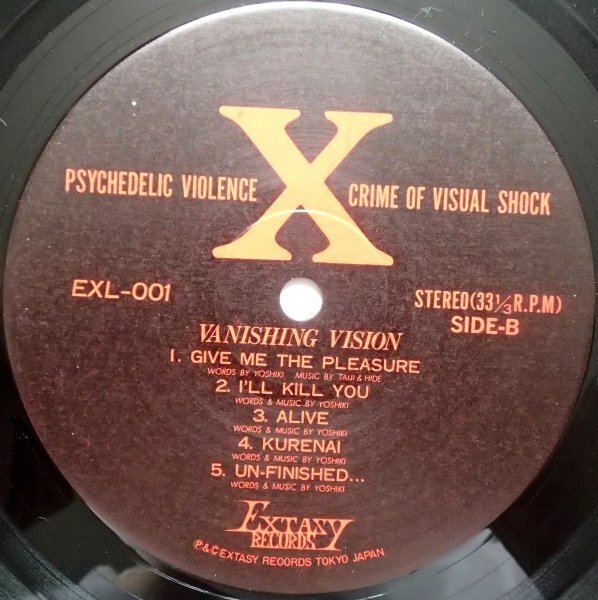 X
PSYCHEDELIC VIOLENCE CRIME OF VISUAL SHOCK
EXL-001
STEREO(33 1/3 R.P.M)
SIDE-B
VANISHING VISION
1. GIVE ME THE PLEASURE
WORDS BY YOSHIKI MUSIC BY TAIJI & HIDE
2. I'LL KILL YOU
WORDS & MUSIC BY YOSHIKI
3. ALIVE
WORDS & MUSIC BY YOSHIKI
4. KURENAI
WORDS & MUSIC BY YOSHIKI
5. UN-FINISHED...
WORDS & MUSIC BY YOSHIKI
EXTASY
RECORDS
P&C EXTASY RECORDS TOKYO JAPAN